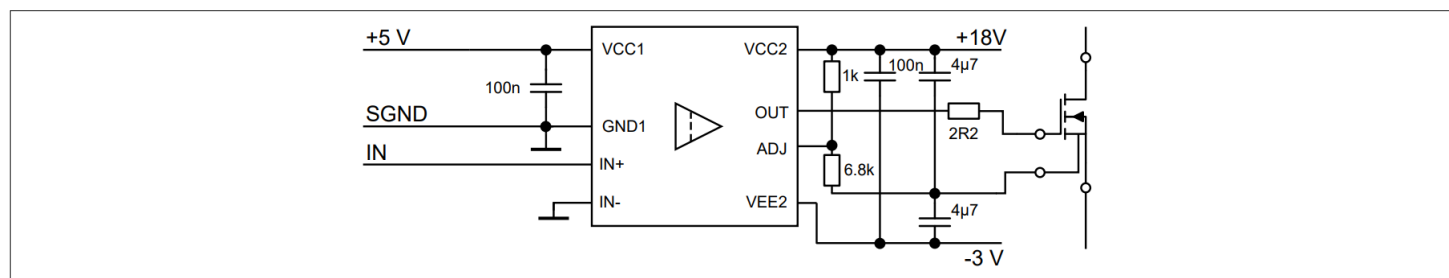 +5 V
VCC1
VCC2
+18V
100n
1k
100n
4µ7
SGND
GND1
OUT
2R2
IN
IN+
ADJ
6.8k
IN-
VEE2
4µ7
-3 V